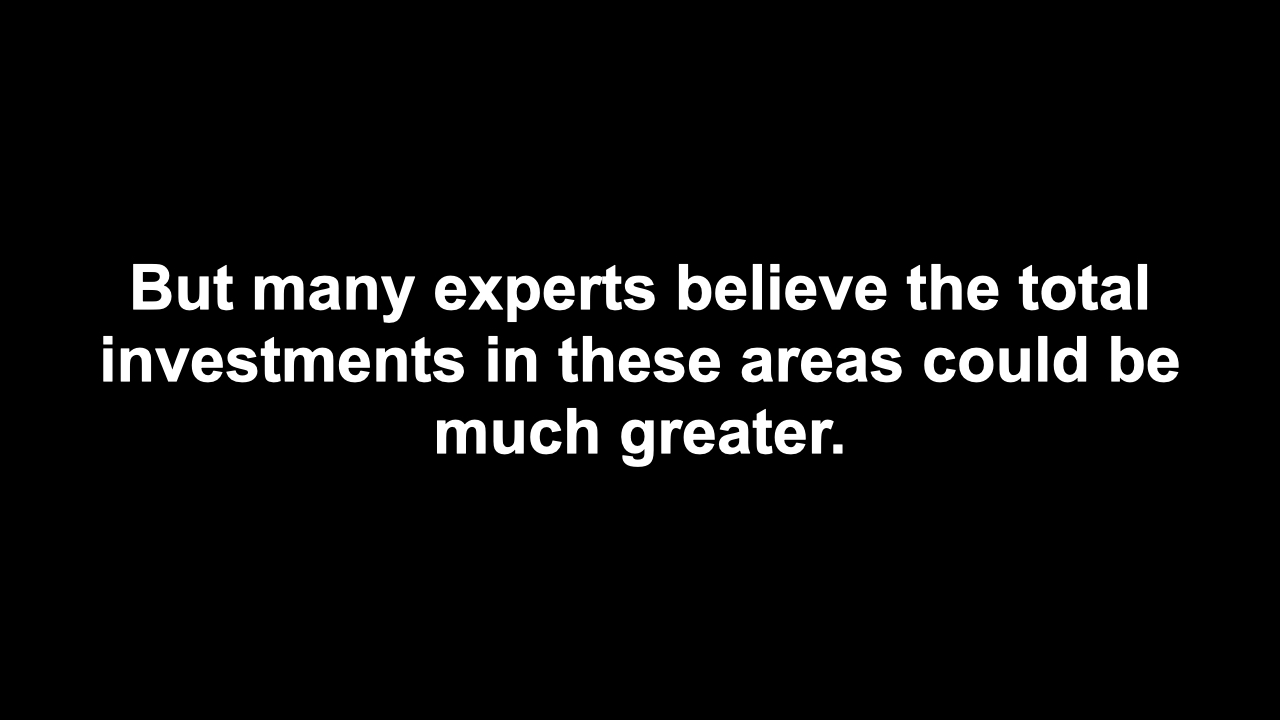 But many experts believe the total
investments in these areas could be
much greater.